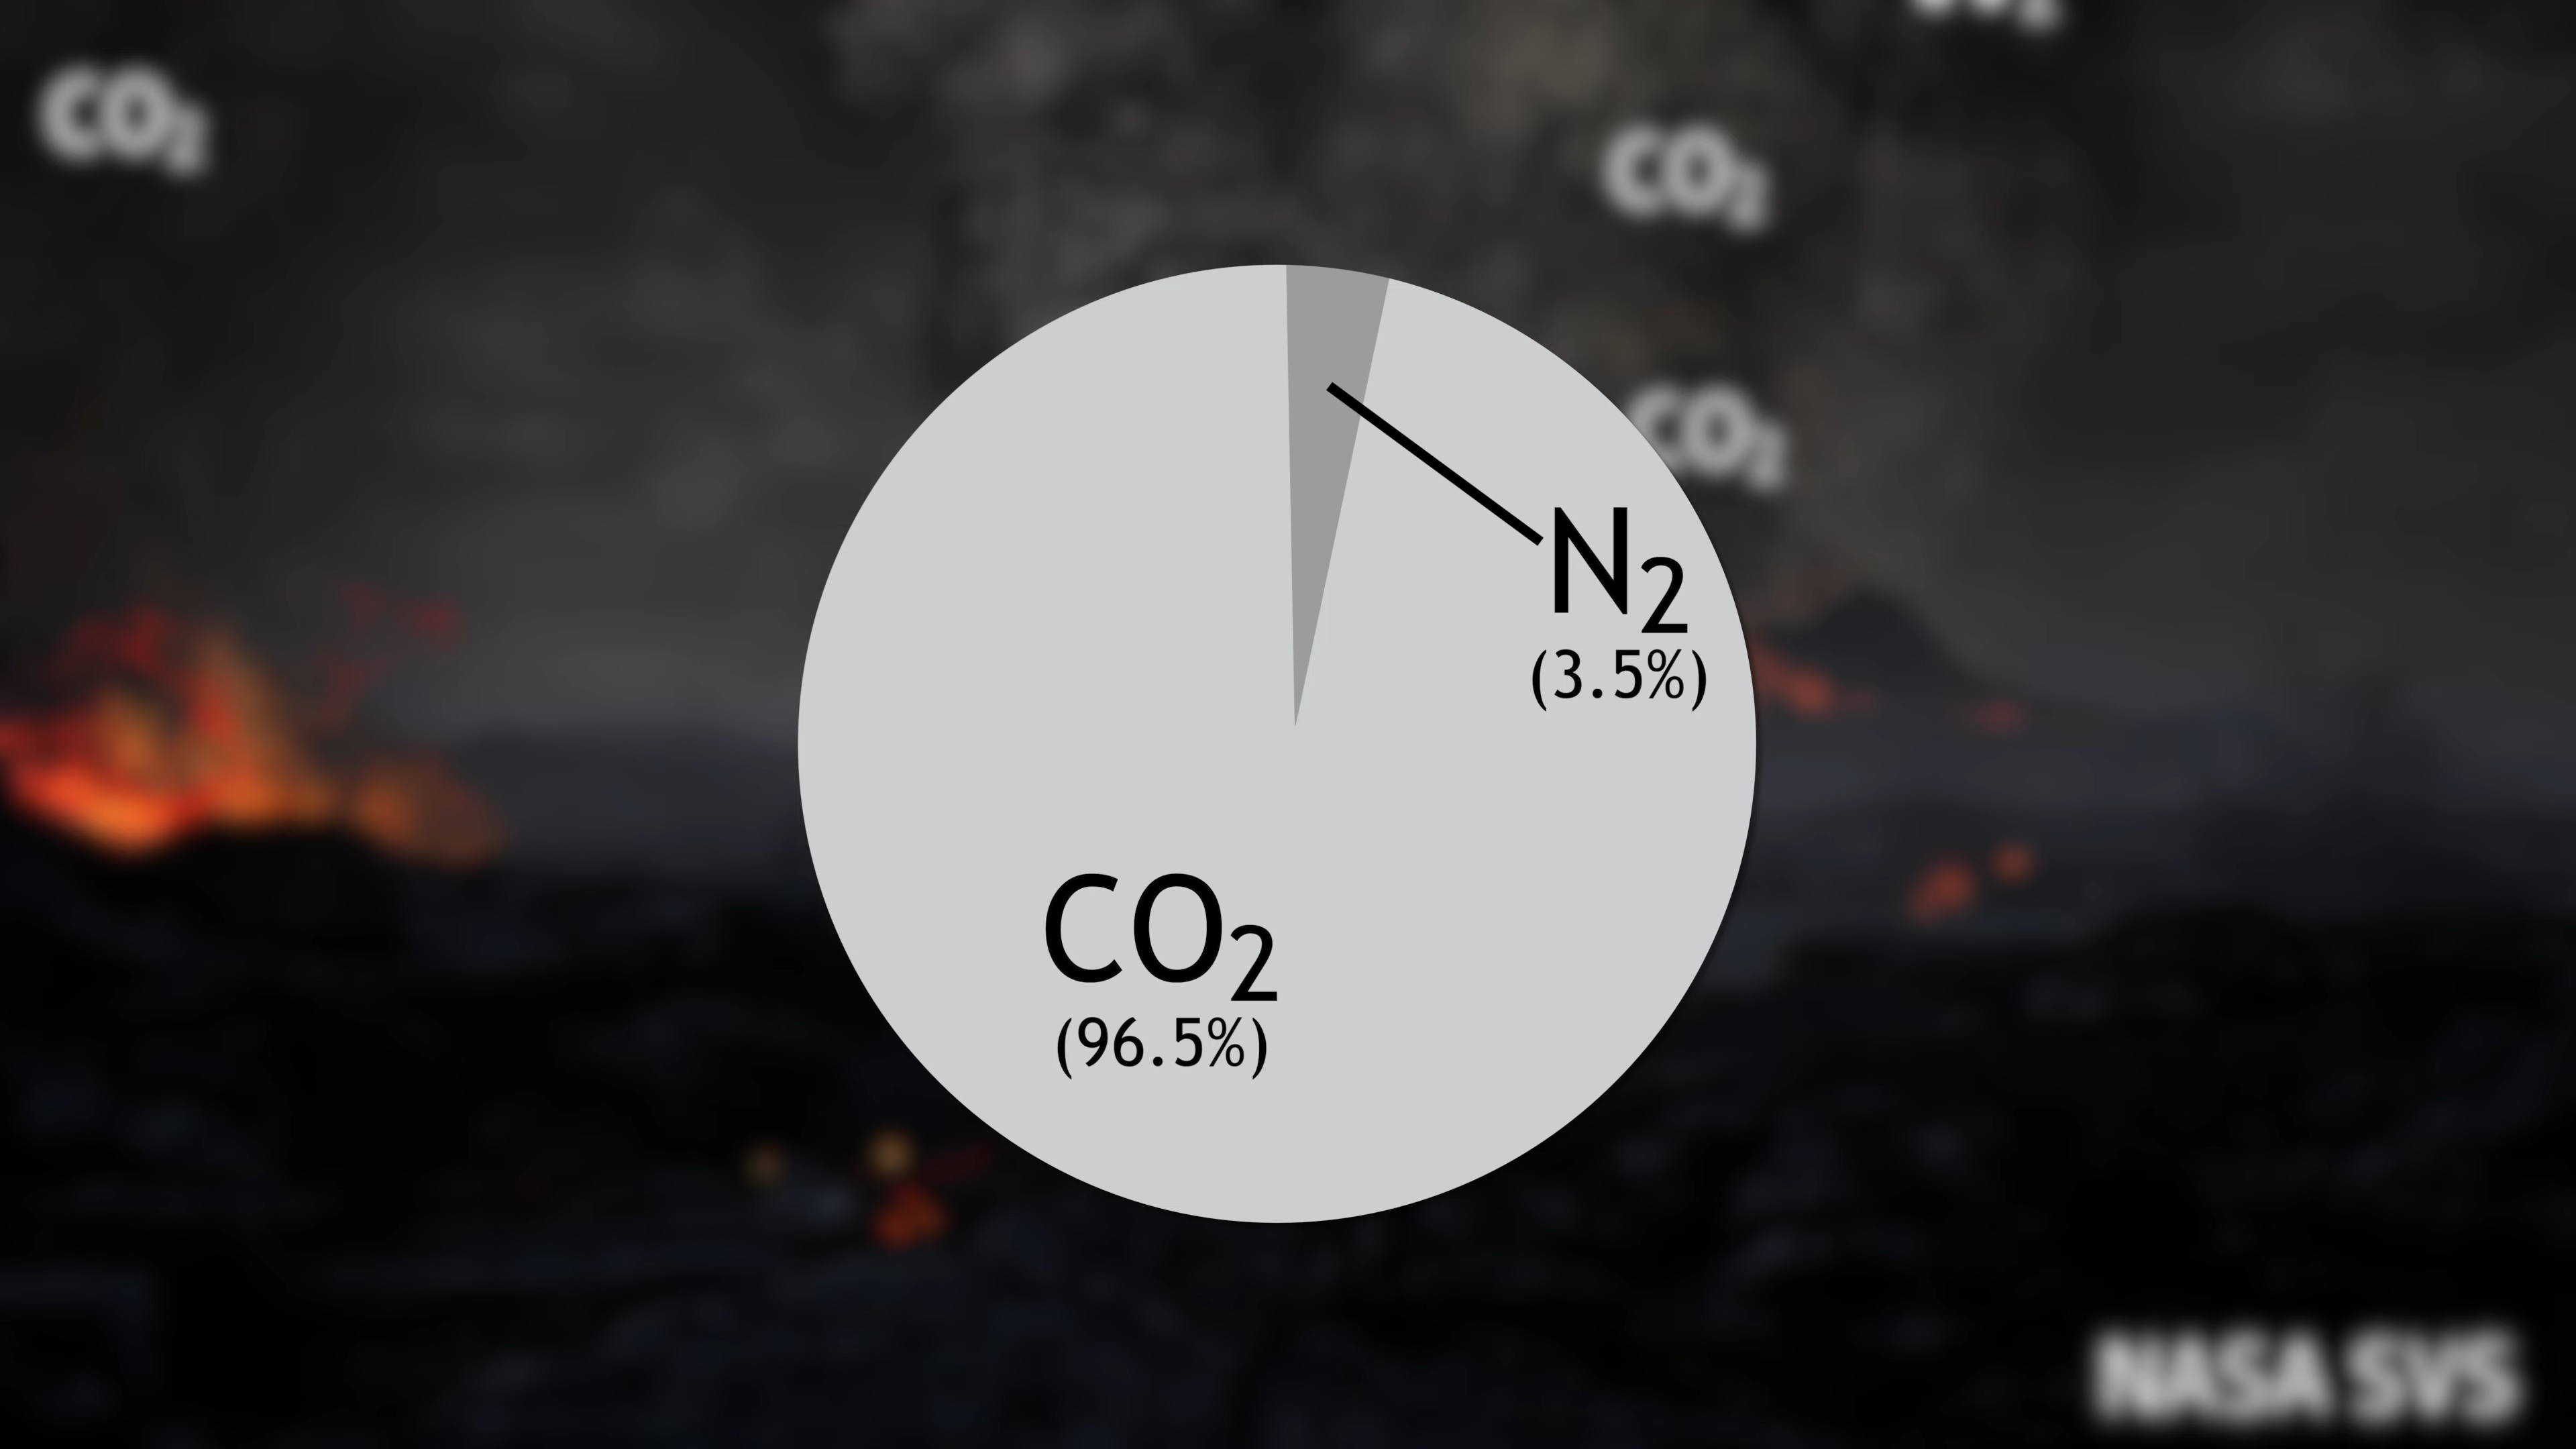 CO₂
CO₂
CO₂
N₂
(3.5%)
CO₂
(96.5%)
NASA SVS